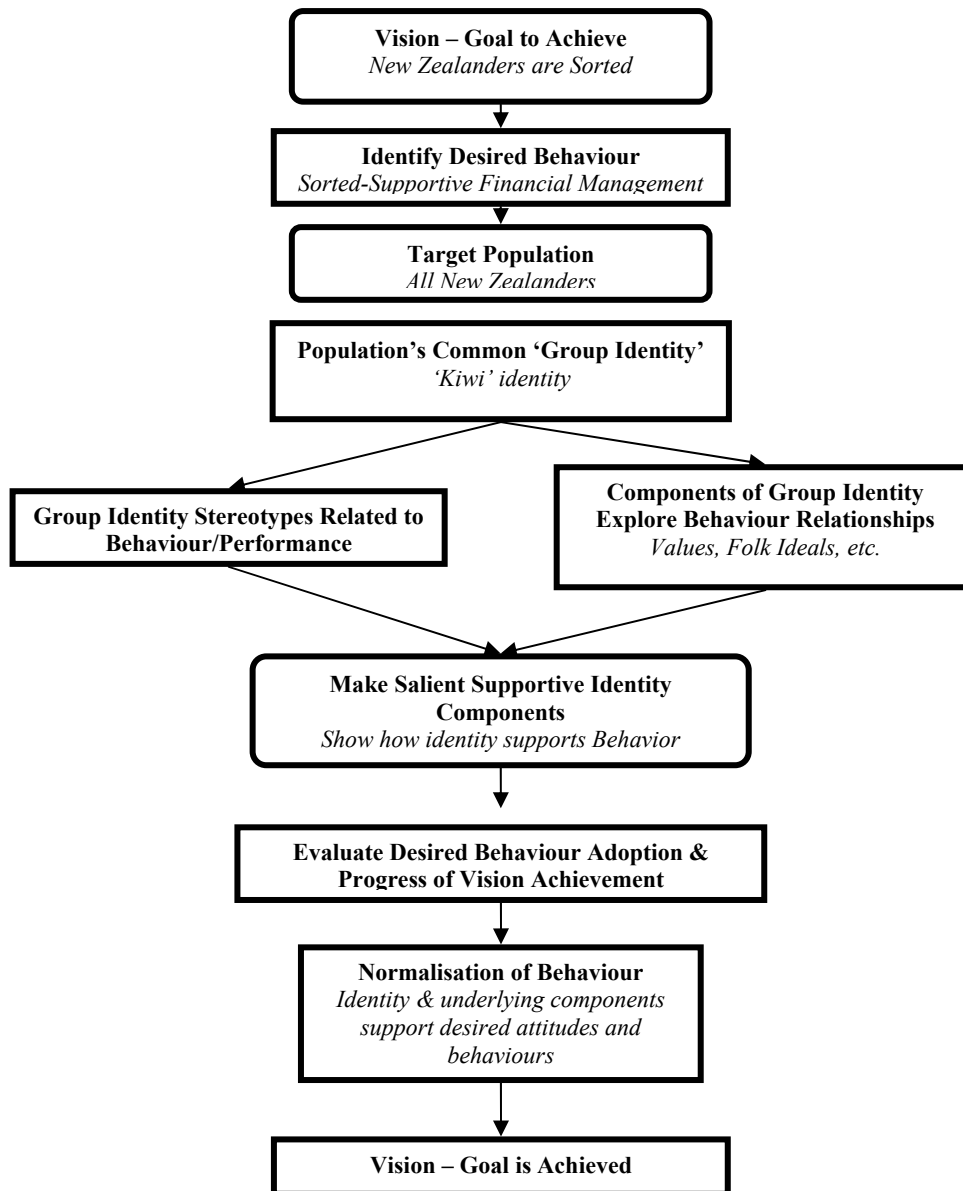 Vision – Goal to Achieve
New Zealanders are Sorted
Identify Desired Behaviour
Sorted-Supportive Financial Management
Target Population
All New Zealanders
Population’s Common ‘Group Identity’
‘Kiwi’ identity
Group Identity Stereotypes Related to
Behaviour/Performance
Components of Group Identity
Explore Behaviour Relationships
Values, Folk Ideals, etc.
Make Salient Supportive Identity
Components
Show how identity supports Behavior
Evaluate Desired Behaviour Adoption &
Progress of Vision Achievement
Normalisation of Behaviour
Identity & underlying components
support desired attitudes and
behaviours
Vision – Goal is Achieved